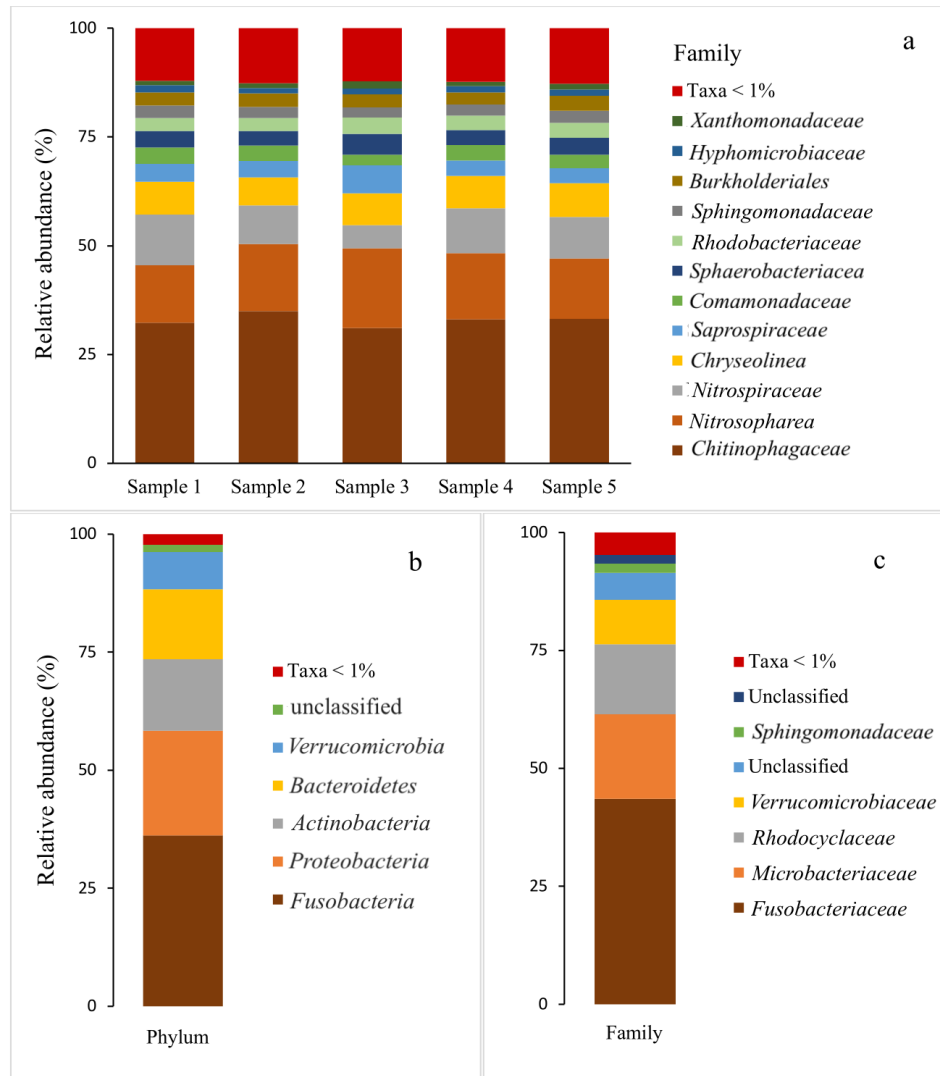 100
75
50
25
0
Relative abundance (%)
Sample 1
Sample 2
Sample 3
Sample 4
Sample 5
a
Family
Taxa < 1%
Xanthomonadaceae
Hyphomicrobiaceae
Burkholderiales
Sphingomonadaceae
Rhodobacteriaceae
Sphaerobacteriacea
Comamonadaceae
Saprospiraceae
Chryseolinea
Nitrospiraceae
Nitrosopharea
Chitinophagaceae
100
75
50
25
0
Relative abundance (%)
Phylum
b
Taxa < 1%
unclassified
Verrucomicrobia
Bacteroidetes
Actinobacteria
Proteobacteria
Fusobacteria
100
75
50
25
0
Family
c
Taxa < 1%
Unclassified
Sphingomonadaceae
Unclassified
Verrucomicrobiaceae
Rhodocyclaceae
Microbacteriaceae
Fusobacteriaceae